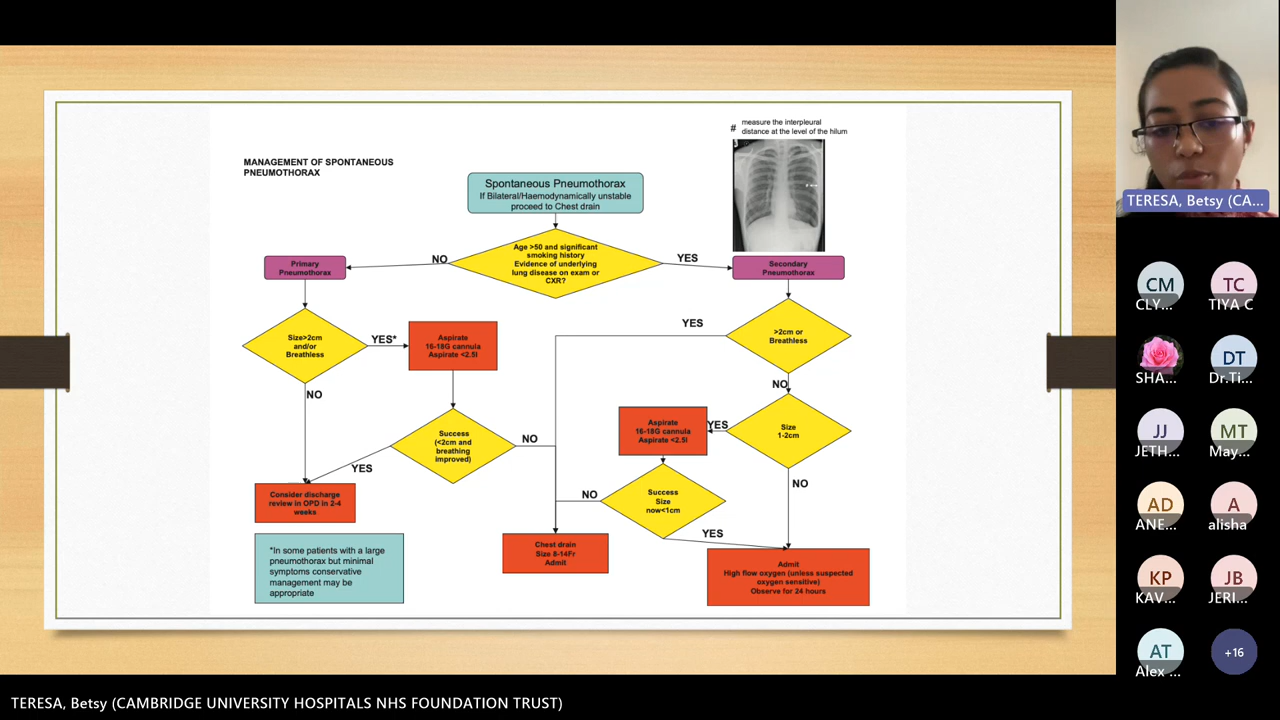 # measure the interpleural
distance at the level of the hilum
MANAGEMENT OF SPONTANEOUS
PNEUMOTHORAX
Spontaneous Pneumothorax
If Bilateral/Haemodynamically unstable
proceed to Chest drain
Age >50 and significant
smoking history
Evidence of underlying
lung disease on exam or
CXR?
NO
YES
Primary
Pneumothorax
Secondary
Pneumothorax
Size>2cm
and/or
Breathless
YES*
Aspirate
16-18G cannula
Aspirate <2.5l
YES
>2cm or
Breathless
NO
NO
Success
(<2cm and
breathing
improved)
NO
YES
Aspirate
16-18G cannula
Aspirate <2.5l
YES
Size
1-2cm
NO
Consider discharge
review in OPD in 2-4
weeks
NO
Success
Size
now<1cm
YES
*In some patients with a large
pneumothorax but minimal
symptoms conservative
management may be
appropriate
Chest drain
Size 8-14Fr
Admit
Admit
High flow oxygen (unless suspected
oxygen sensitive)
Observe for 24 hours
TERESA, Betsy (CA...
CM
CLY...
TC
TIYA C
SHA...
DT
Dr.Ti...
JJ
JETH...
MT
May...
AD
ANE...
A
alisha
KP
KAV...
JB
JERI...
AT
Alex ...
+16
TERESA, Betsy (CAMBRIDGE UNIVERSITY HOSPITALS NHS FOUNDATION TRUST)